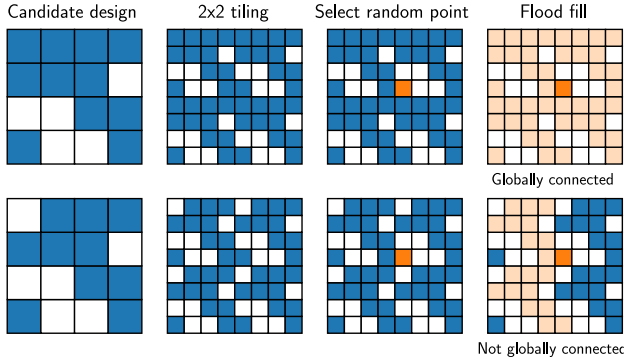 Candidate design
2x2 tiling
Select random point
Flood fill
Globally connected
Not globally connected